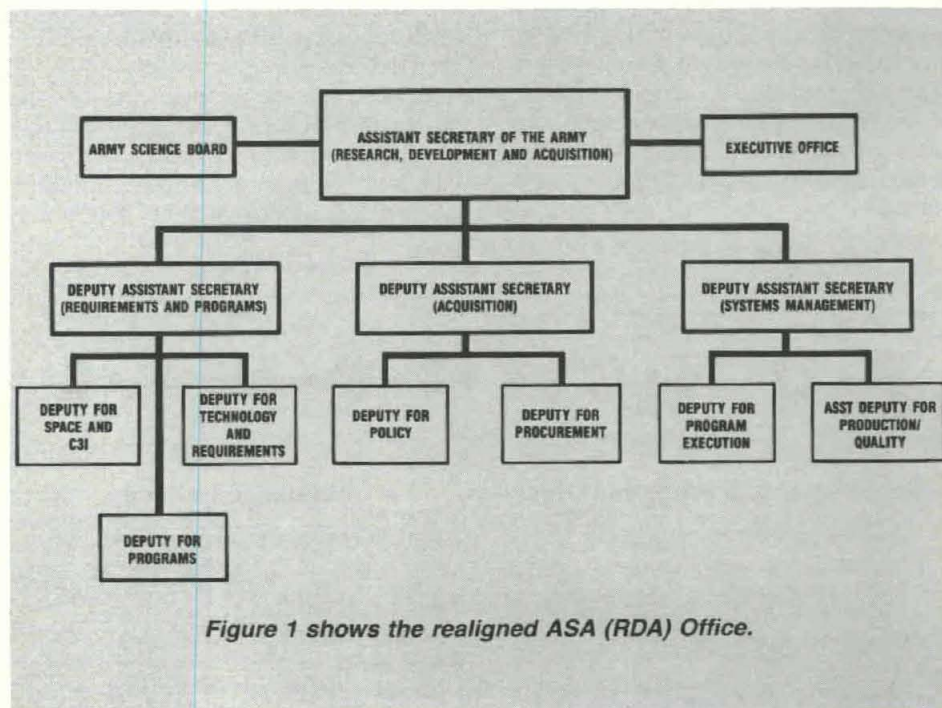 ARMY SCIENCE BOARD
ASSISTANT SECRETARY OF THE ARMY
(RESEARCH, DEVELOPMENT AND ACQUISITION)
EXECUTIVE OFFICE
DEPUTY ASSISTANT SECRETARY
(REQUIREMENTS AND PROGRAMS)
DEPUTY ASSISTANT SECRETARY
(ACQUISITION)
DEPUTY ASSISTANT SECRETARY
(SYSTEMS MANAGEMENT)
DEPUTY FOR
SPACE AND
C3I
DEPUTY FOR
TECHNOLOGY
AND
REQUIREMENTS
DEPUTY FOR
POLICY
DEPUTY FOR
PROCUREMENT
DEPUTY FOR
PROGRAM
EXECUTION
ASST DEPUTY FOR
PRODUCTION/
QUALITY
DEPUTY FOR
PROGRAMS
Figure 1 shows the realigned ASA (RDA) Office.